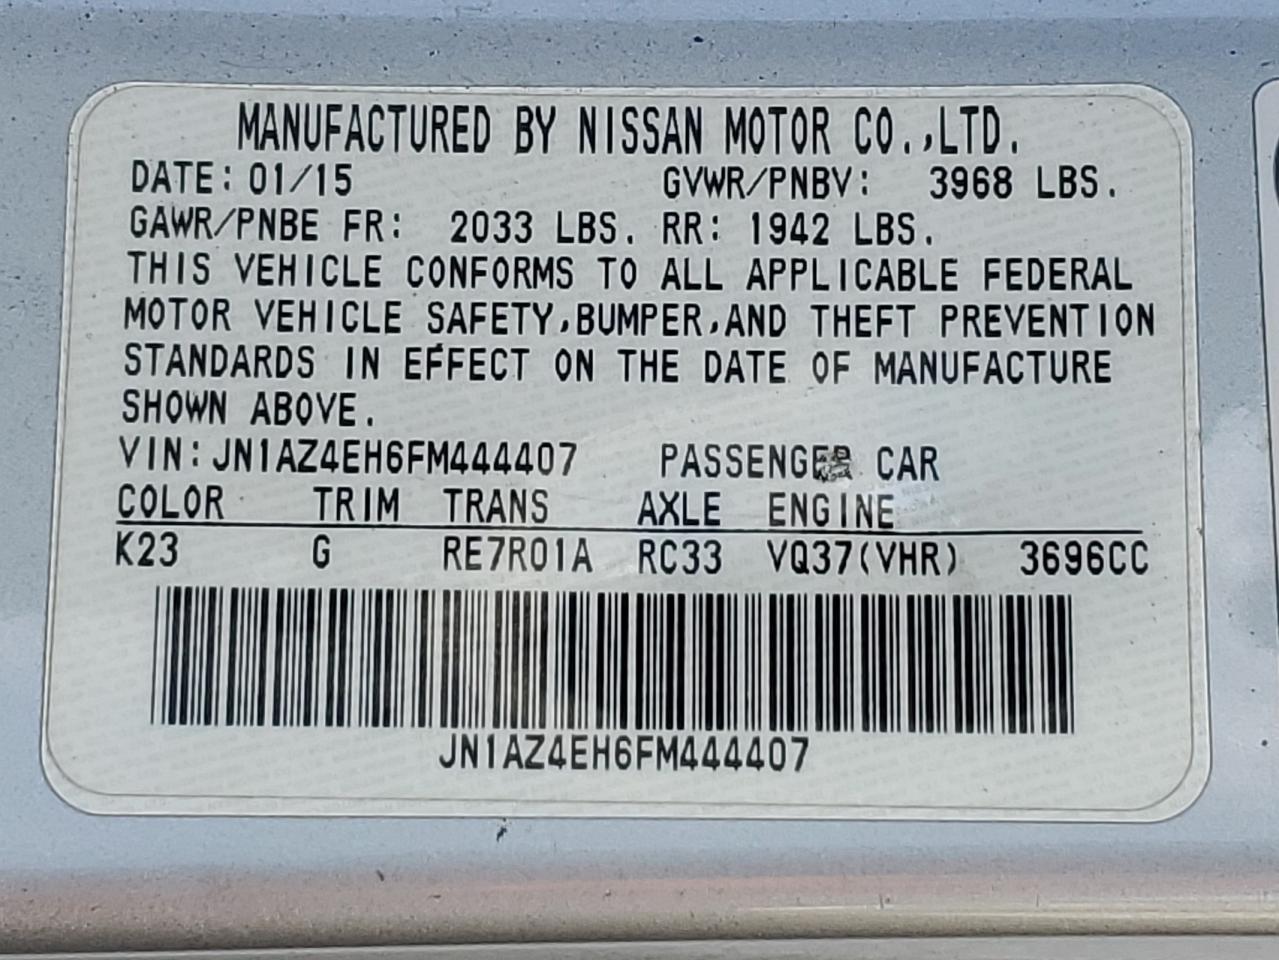 MANUFACTURED BY NISSAN MOTOR CO.,LTD.
DATE: 01/15 GVWR/PNBV: 3968 LBS.
GAWR/PNBE FR: 2033 LBS. RR: 1942 LBS.
THIS VEHICLE CONFORMS TO ALL APPLICABLE FEDERAL
MOTOR VEHICLE SAFETY,BUMPER,AND THEFT PREVENTION
STANDARDS IN EFFECT ON THE DATE OF MANUFACTURE
SHOWN ABOVE.
VIN:JN1AZ4EH6FM444407 PASSENGER CAR
COLOR TRIM TRANS AXLE ENGINE
K23 G RE7R01A RC33 VQ37(VHR) 3696CC
JN1AZ4EH6FM444407